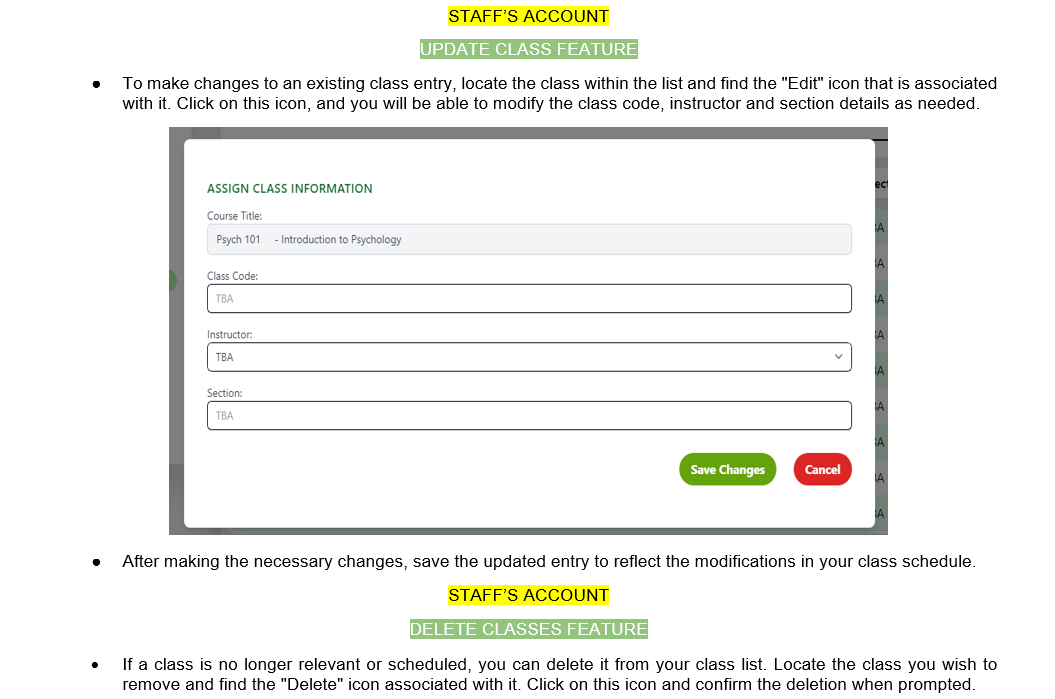 STAFF’S ACCOUNT
UPDATE CLASS FEATURE
● To make changes to an existing class entry, locate the class within the list and find the "Edit" icon that is associated
with it. Click on this icon, and you will be able to modify the class code, instructor and section details as needed.
ASSIGN CLASS INFORMATION
Course Title:
Psych 101 - Introduction to Psychology
Class Code:
TBA
Instructor:
TBA
Section:
TBA
Save Changes Cancel
● After making the necessary changes, save the updated entry to reflect the modifications in your class schedule.
STAFF’S ACCOUNT
DELETE CLASSES FEATURE
● If a class is no longer relevant or scheduled, you can delete it from your class list. Locate the class you wish to
remove and find the "Delete" icon associated with it. Click on this icon and confirm the deletion when prompted.